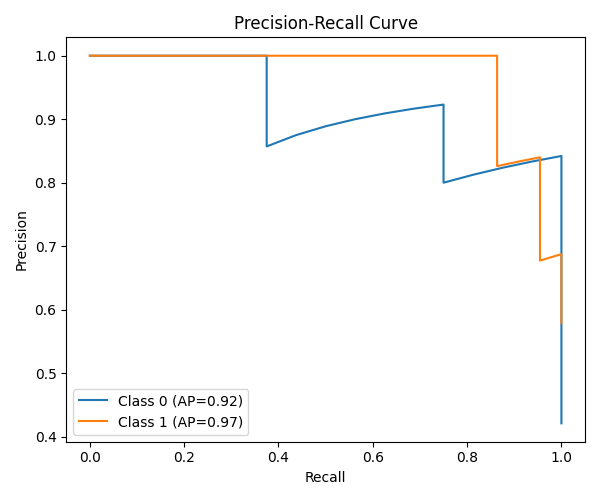 Precision-Recall Curve
1.0
0.9
0.8
0.7
0.6
0.5
0.4
Precision
Class 0 (AP=0.92)
Class 1 (AP=0.97)
0.0 0.2 0.4 0.6 0.8 1.0
Recall